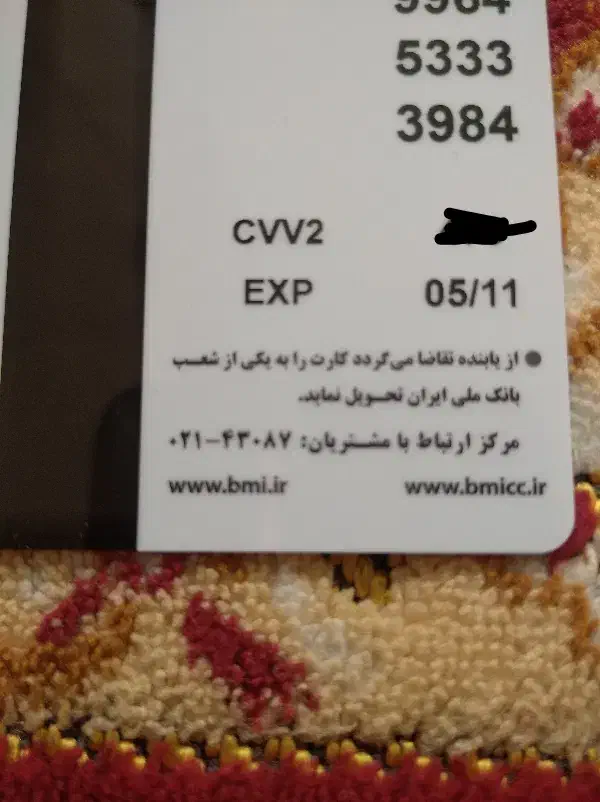 9964
5333
3984
CVV2
EXP 05/11
● از یابنده تقاضا می‌گردد کارت را به یکی از شعب
بانک ملی ایران تحویل نماید.
مرکز ارتباط با مشتریان: ۴۳۰۸۷-۰۲۱
www.bmi.ir www.bmicc.ir